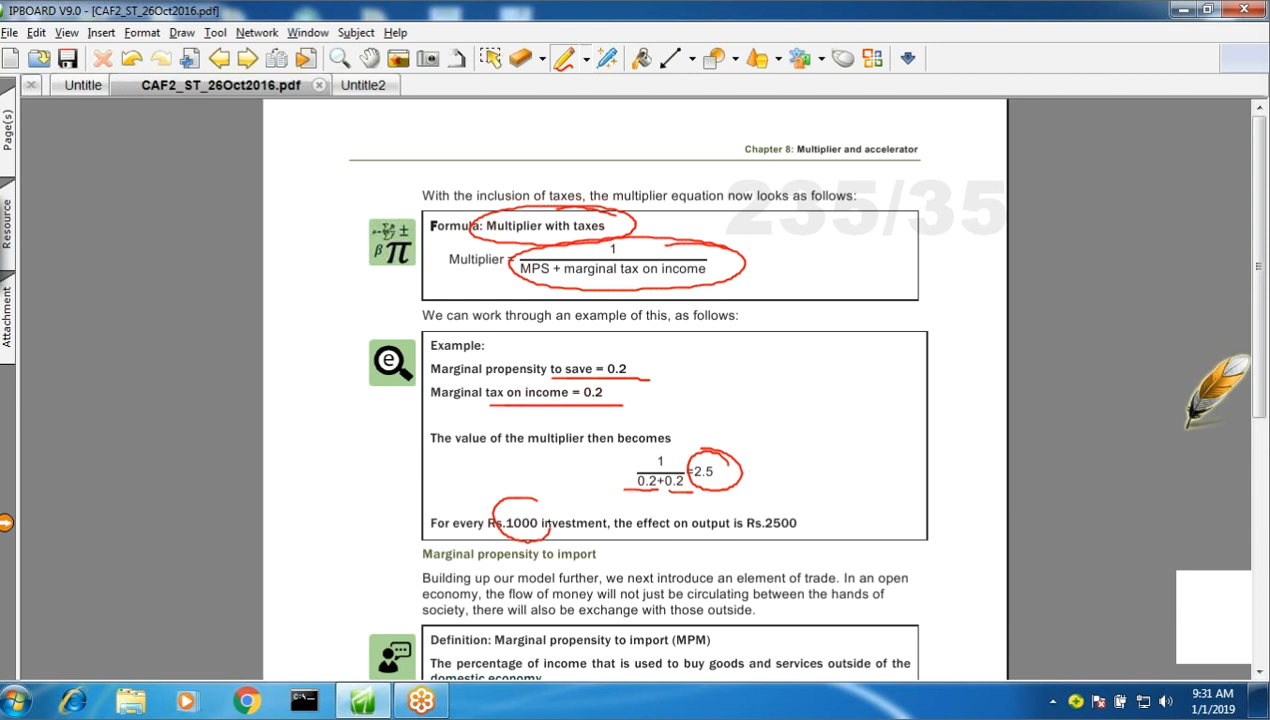 IPBOARD V9.0 - [CAF2_ST_26Oct2016.pdf]
File Edit View Insert Format Draw Tool Network Window Subject Help
Untitle CAF2_ST_26Oct2016.pdf Untitle2
Page(s)
Resource
Attachment
235/35
Chapter 8: Multiplier and accelerator
With the inclusion of taxes, the multiplier equation now looks as follows:
Formula: Multiplier with taxes
Multiplier = 1
MPS + marginal tax on income
We can work through an example of this, as follows:
Example:
Marginal propensity to save = 0.2
Marginal tax on income = 0.2
The value of the multiplier then becomes
1
0.2+0.2 =2.5
For every Rs.1000 investment, the effect on output is Rs.2500
Marginal propensity to import
Building up our model further, we next introduce an element of trade. In an open
economy, the flow of money will not just be circulating between the hands of
society, there will also be exchange with those outside.
Definition: Marginal propensity to import (MPM)
The percentage of income that is used to buy goods and services outside of the
domestic economy
9:31 AM
1/1/2019